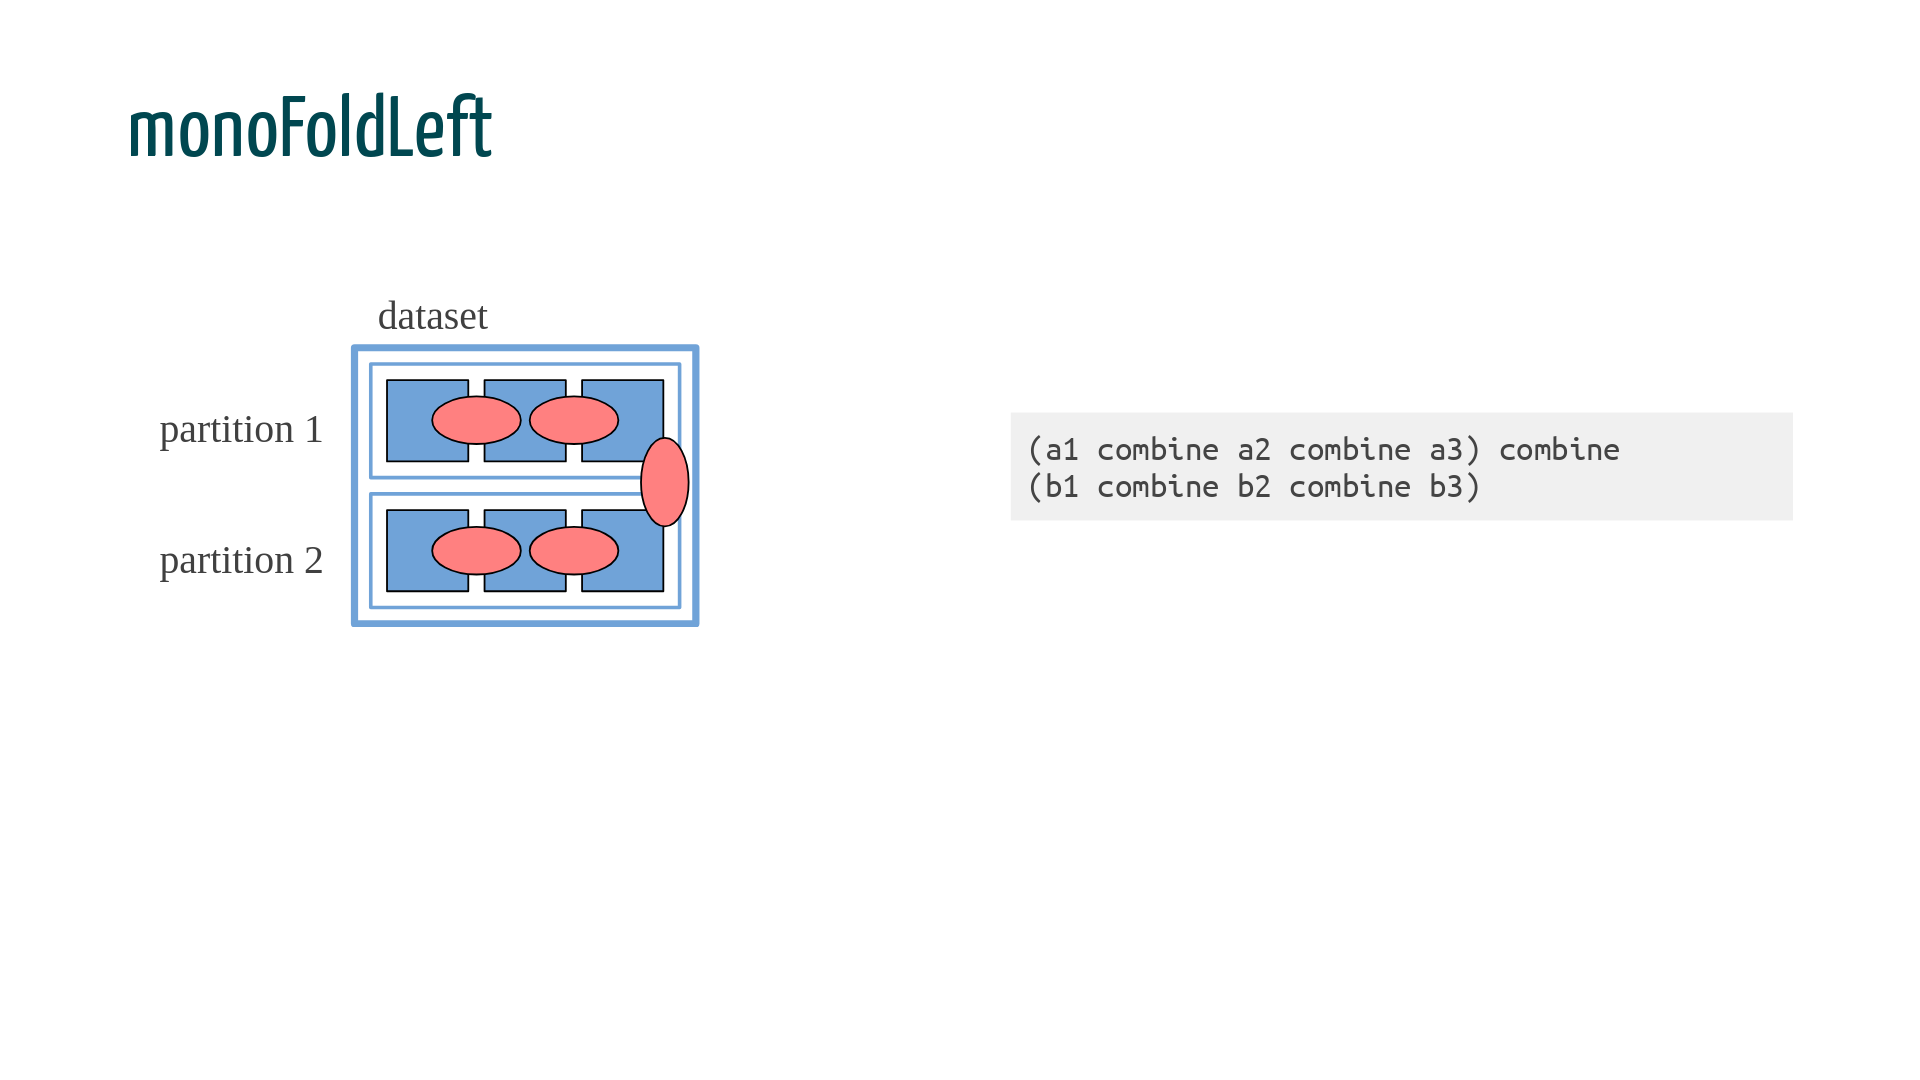 monoFoldLeft
dataset
partition 1
partition 2
(a1 combine a2 combine a3) combine
(b1 combine b2 combine b3)